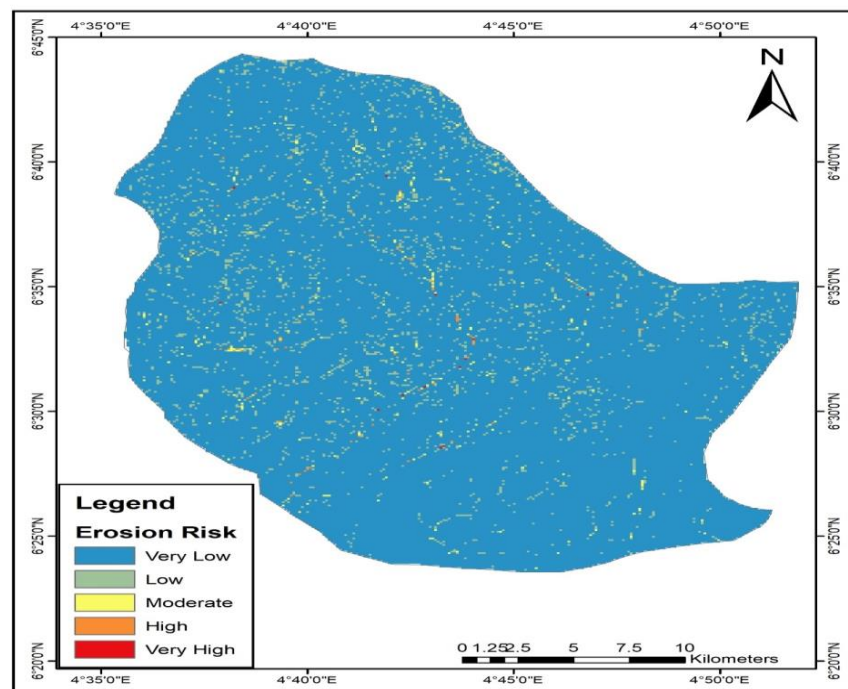 4°35'0"E 4°40'0"E 4°45'0"E 4°50'0"E
6°45'0"N 6°45'0"N
N
6°40'0"N 6°40'0"N
6°35'0"N 6°35'0"N
6°30'0"N 6°30'0"N
6°25'0"N 6°25'0"N
6°20'0"N 6°20'0"N
Legend
Erosion Risk
Very Low
Low
Moderate
High
Very High
0 1.25 2.5 5 7.5 10
Kilometers
4°35'0"E 4°40'0"E 4°45'0"E 4°50'0"E